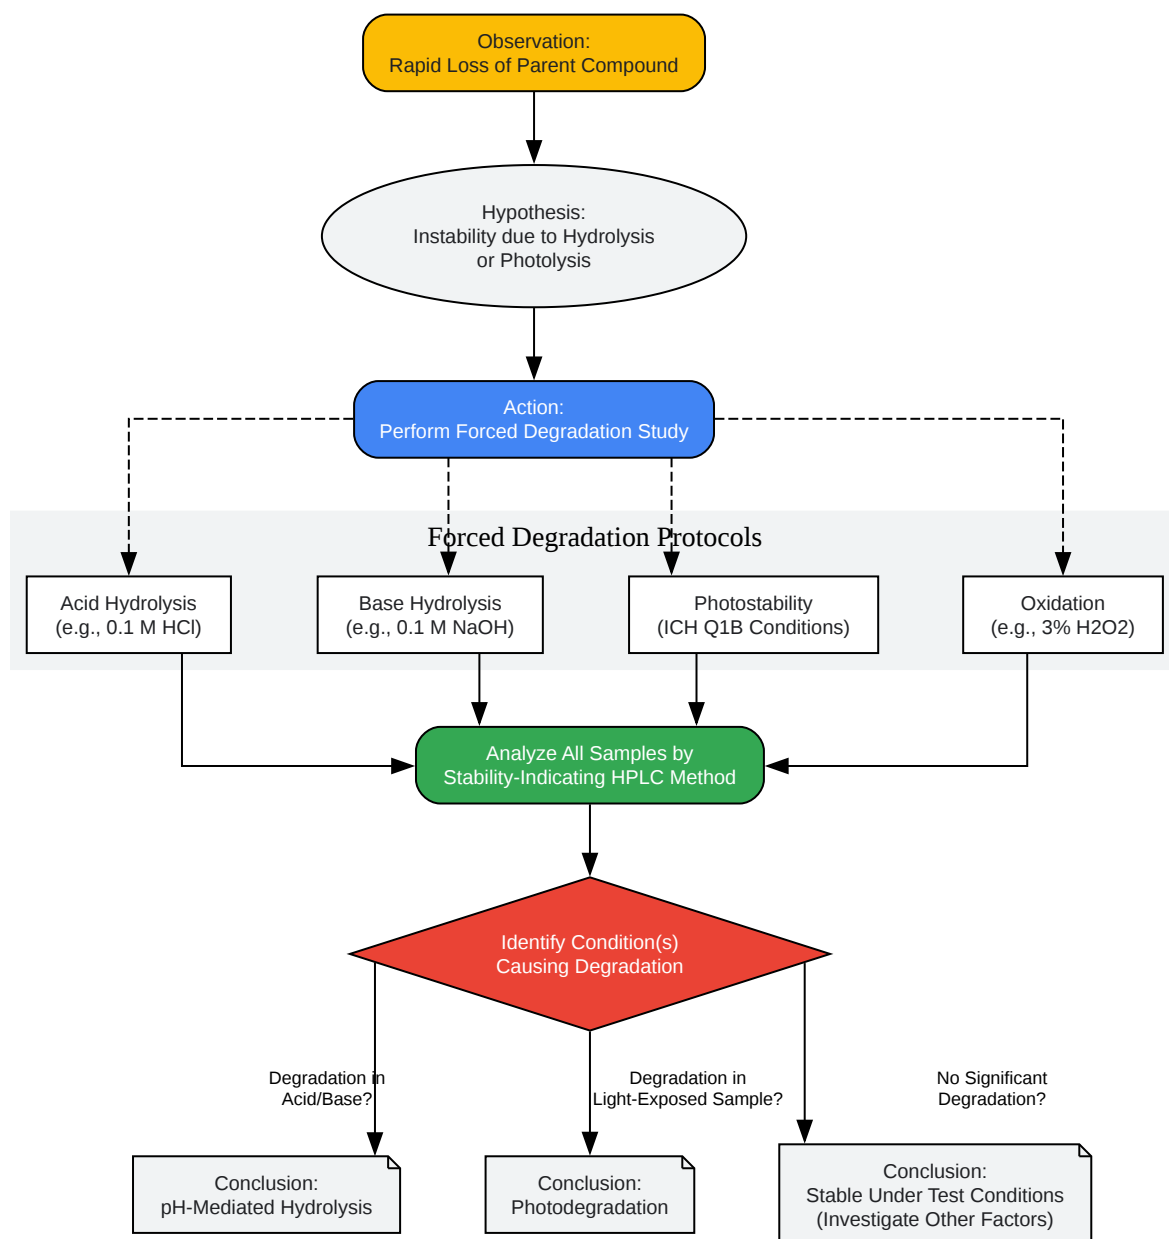 Observation:
Rapid Loss of Parent Compound
Hypothesis:
Instability due to Hydrolysis
or Photolysis
Action:
Perform Forced Degradation Study
Forced Degradation Protocols
Acid Hydrolysis
(e.g., 0.1 M HCl)
Base Hydrolysis
(e.g., 0.1 M NaOH)
Photostability
(ICH Q1B Conditions)
Oxidation
(e.g., 3% H2O2)
Analyze All Samples by
Stability-Indicating HPLC Method
Identify Condition(s)
Causing Degradation
Degradation in
Acid/Base?
Degradation in
Light-Exposed Sample?
No Significant
Degradation?
Conclusion:
pH-Mediated Hydrolysis
Conclusion:
Photodegradation
Conclusion:
Stable Under Test Conditions
(Investigate Other Factors)